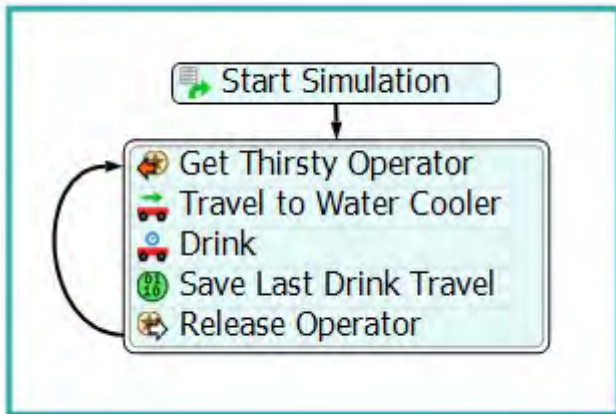 Start Simulation
Get Thirsty Operator
Travel to Water Cooler
Drink
Save Last Drink Travel
Release Operator